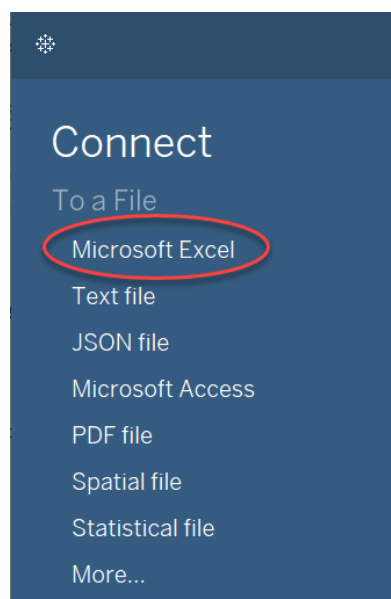 Connect
To a File
Microsoft Excel
Text file
JSON file
Microsoft Access
PDF file
Spatial file
Statistical file
More...